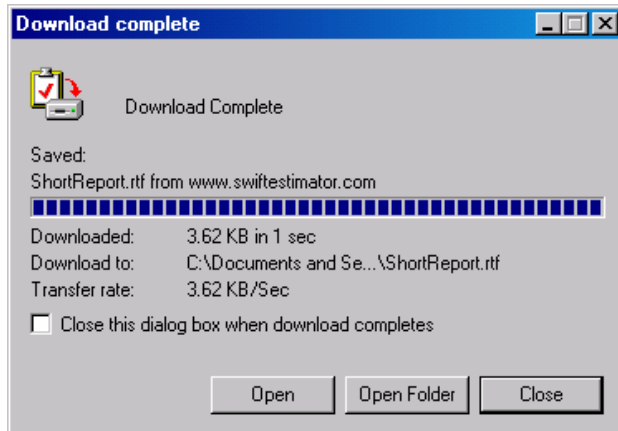 Download complete
Download Complete
Saved:
ShortReport.rtf from www.swiftestimator.com
Downloaded: 3.62 KB in 1 sec
Download to: C:\Documents and Se...\ShortReport.rtf
Transfer rate: 3.62 KB/Sec
Close this dialog box when download completes
Open Open Folder Close